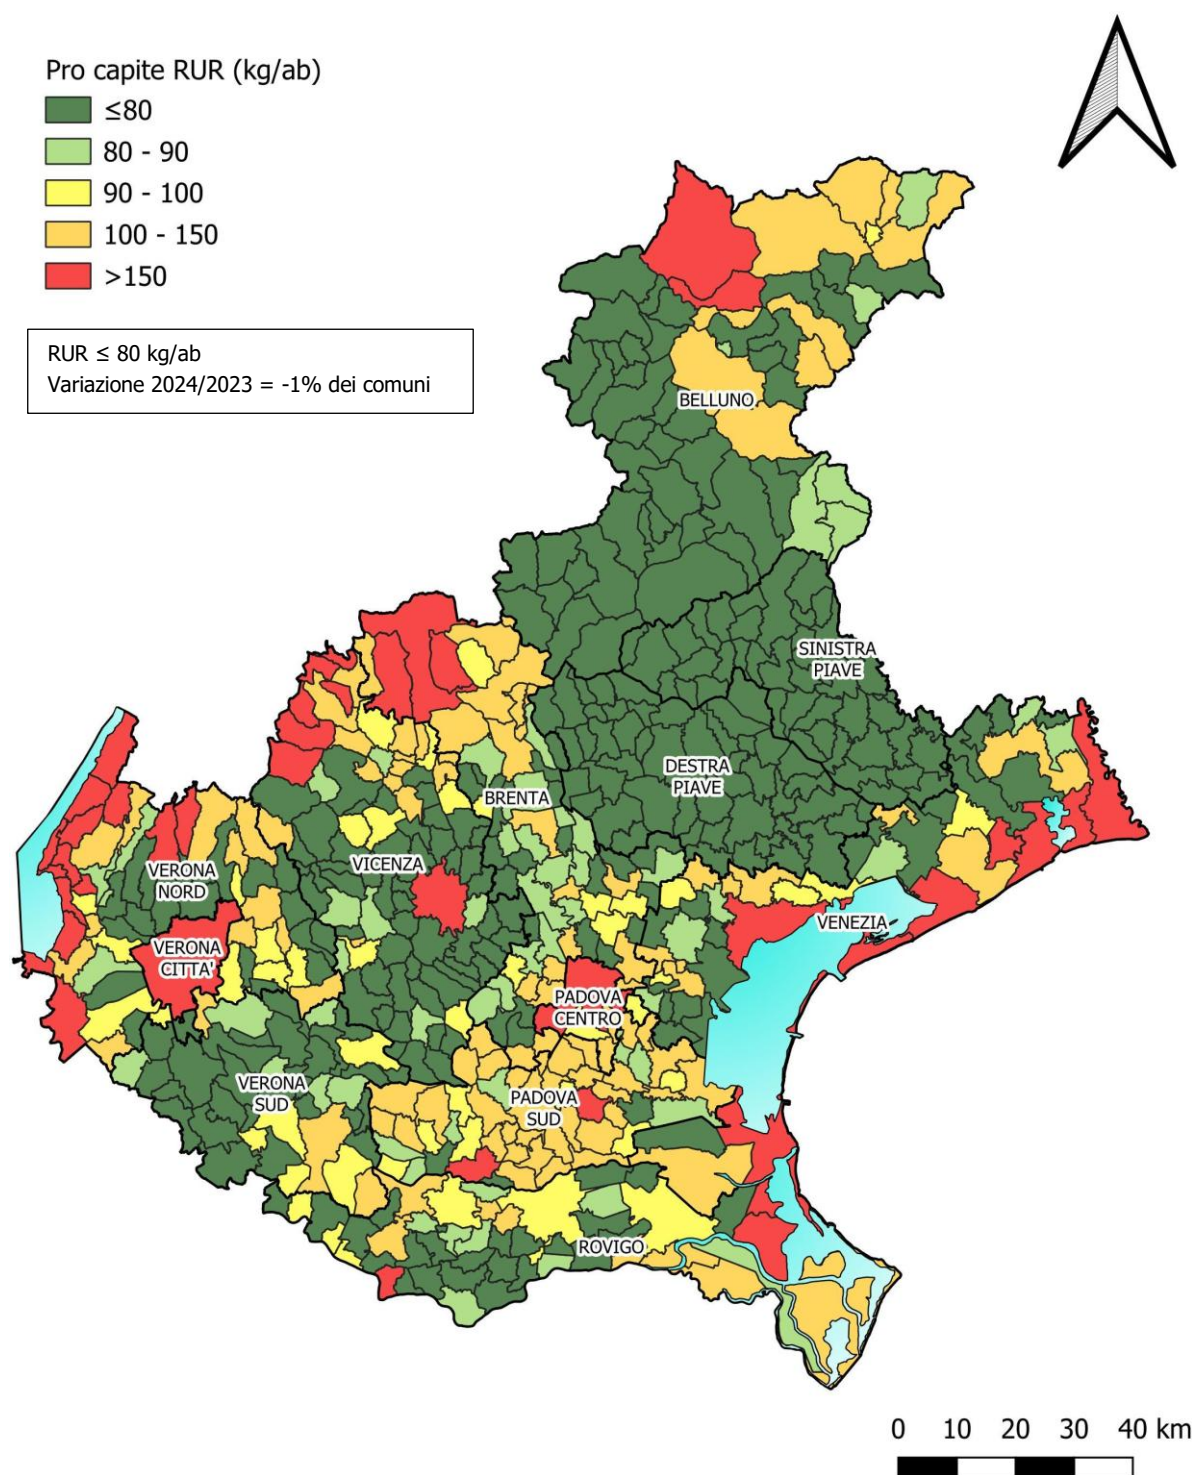 Pro capite RUR (kg/ab)
≤80
80 - 90
90 - 100
100 - 150
>150
RUR ≤ 80 kg/ab
Variazione 2024/2023 = -1% dei comuni
BELLUNO
SINISTRA
PIAVE
DESTRA
PIAVE
BRENTA
VICENZA
VERONA
NORD
VENEZIA
VERONA
CITTA'
PADOVA
CENTRO
VERONA
SUD
PADOVA
SUD
ROVIGO
0 10 20 30 40 km